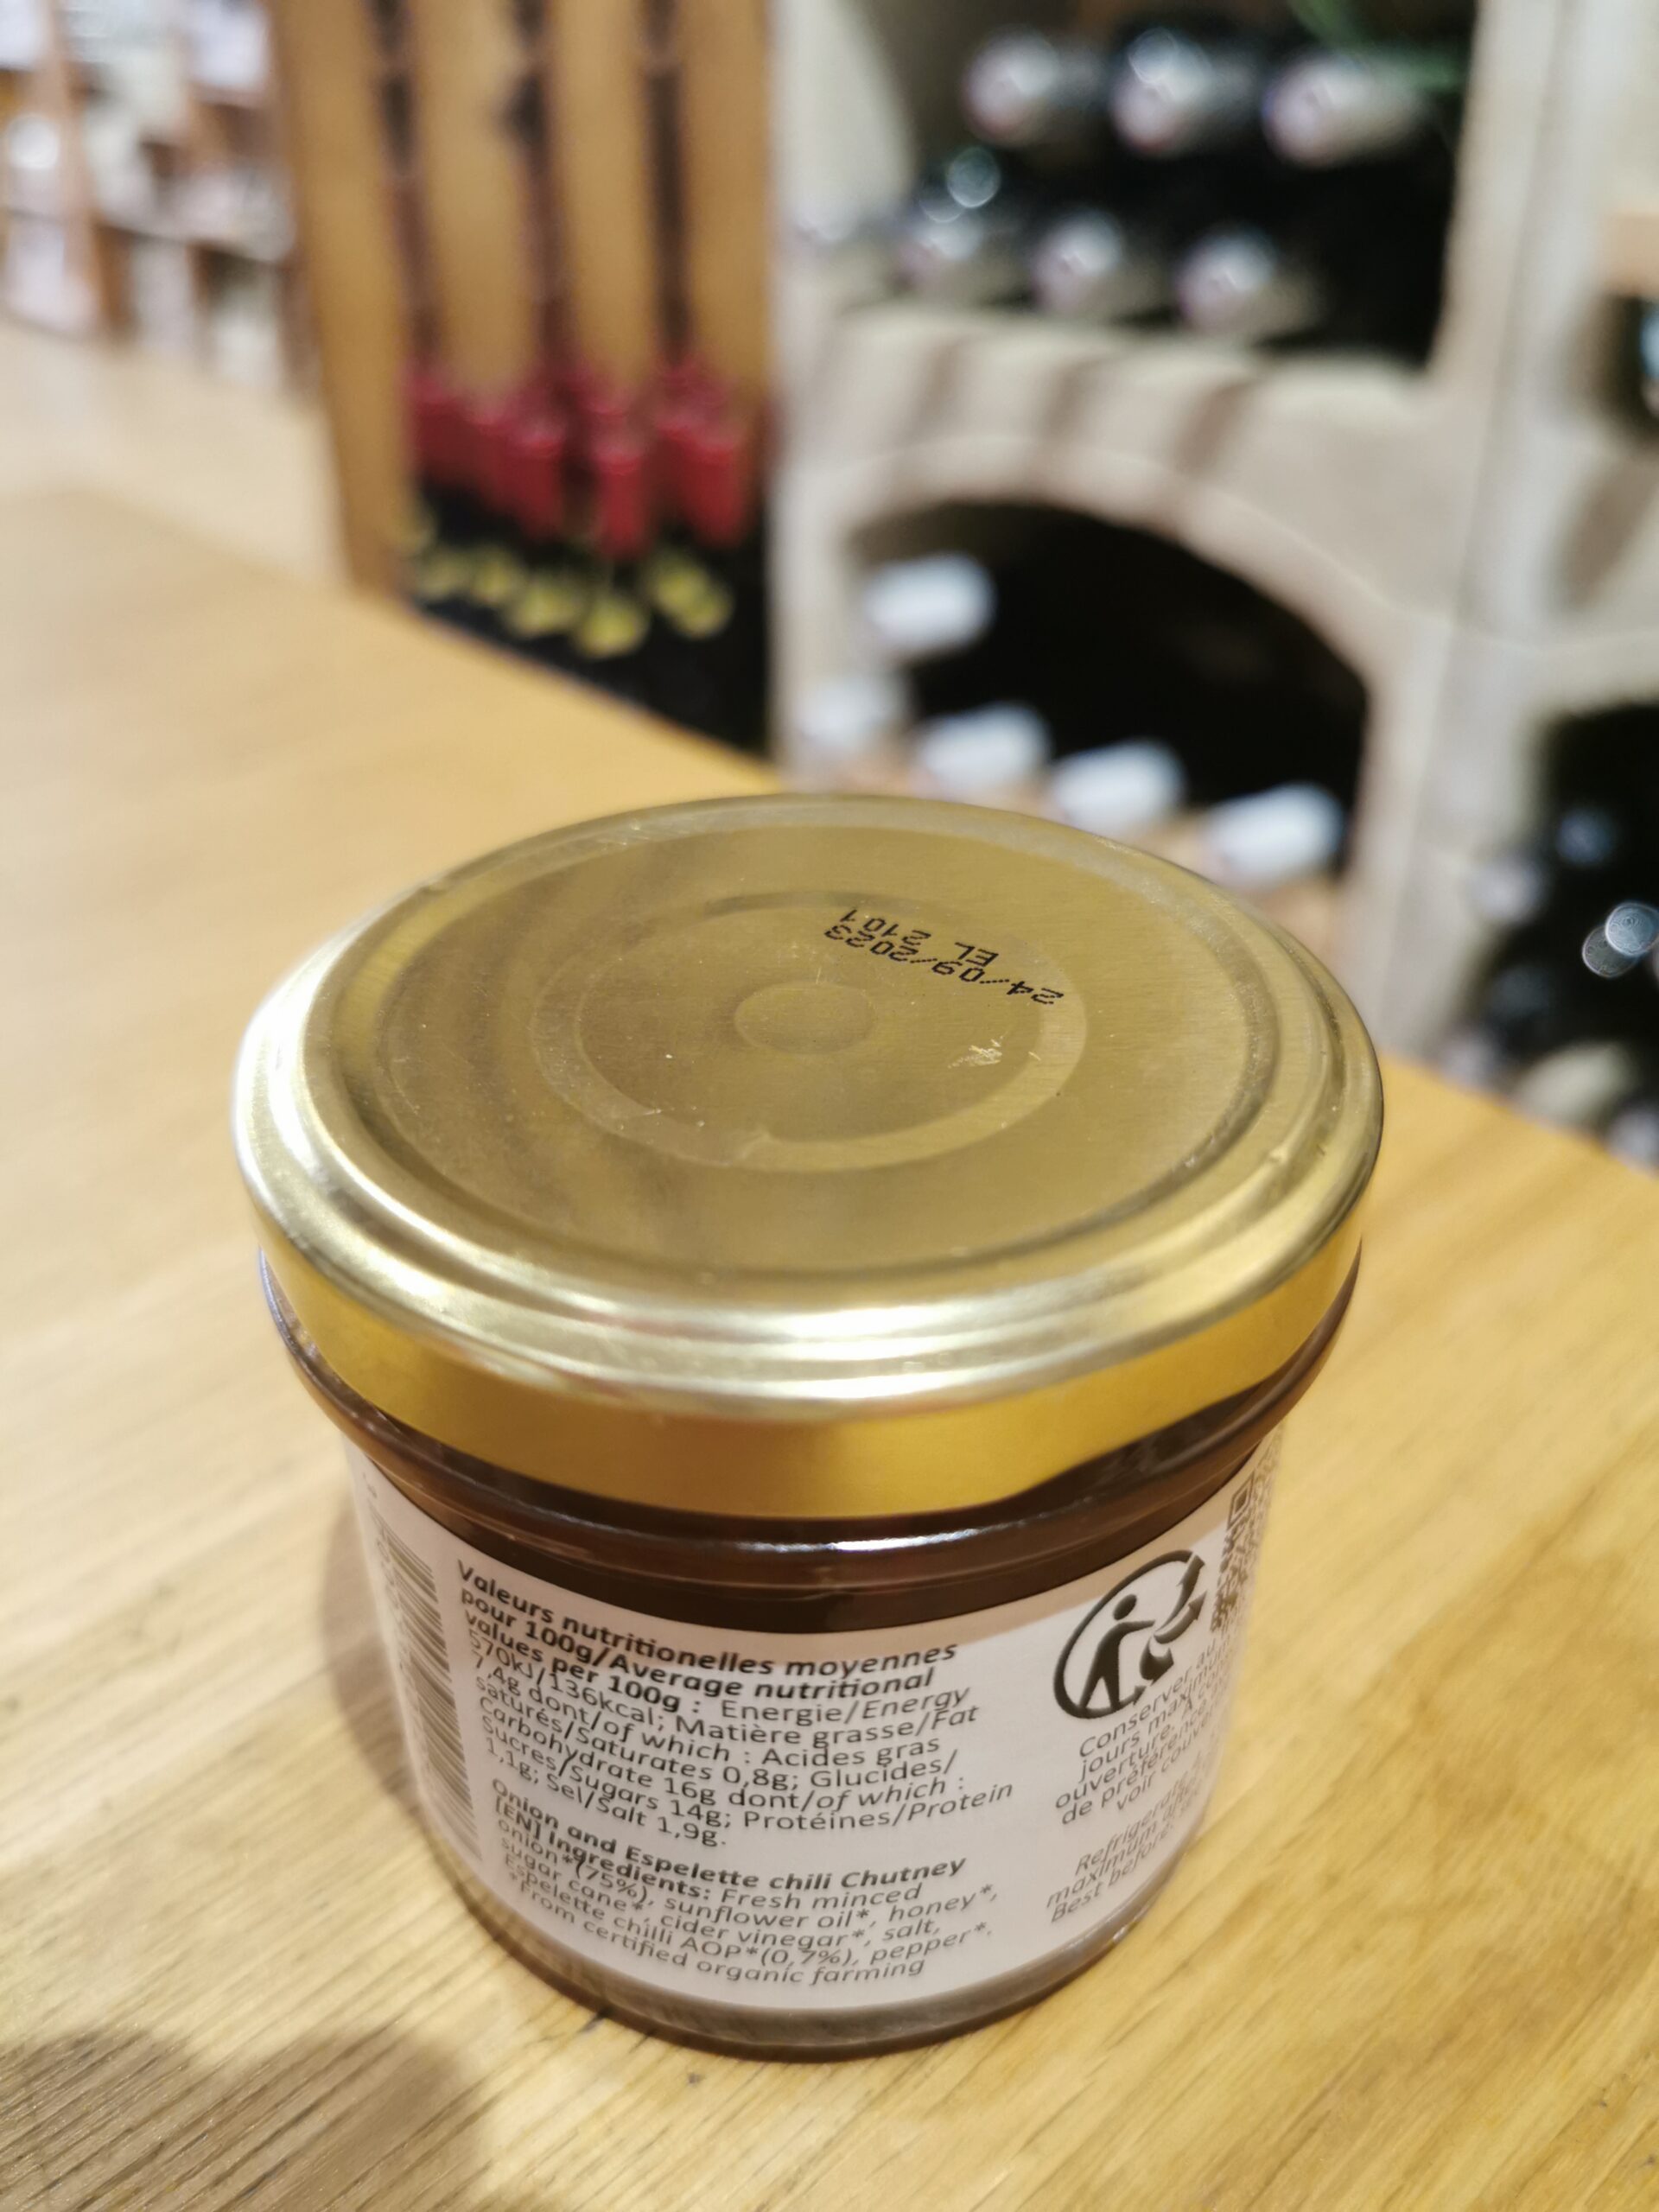 24/09/2023
EL 2101
Valeurs nutritionelles moyennes
pour 100g/Average nutritional
values per 100g : Energie/Energy
570kJ/136kcal; Matière grasse/Fat
7,4g dont/of which : Acides gras
saturés/Saturates 0,8g; Glucides/
Carbohydrate 16g dont/of which :
Sucres/Sugars 14g; Protéines/Protein
1,1g; Sel/Salt 1,9g.
Onion and Espelette chili Chutney
[EN] Ingredients: Fresh minced
onion*(75%), sunflower oil*, honey*,
sugar cane*, cider vinegar*, salt,
Espelette chilli AOP*(0,7%), pepper*.
*From certified organic farming
Conserver au
jours maximum
ouverture. A
de préférence
voir couv
Refrigerate
maximum after
Best before